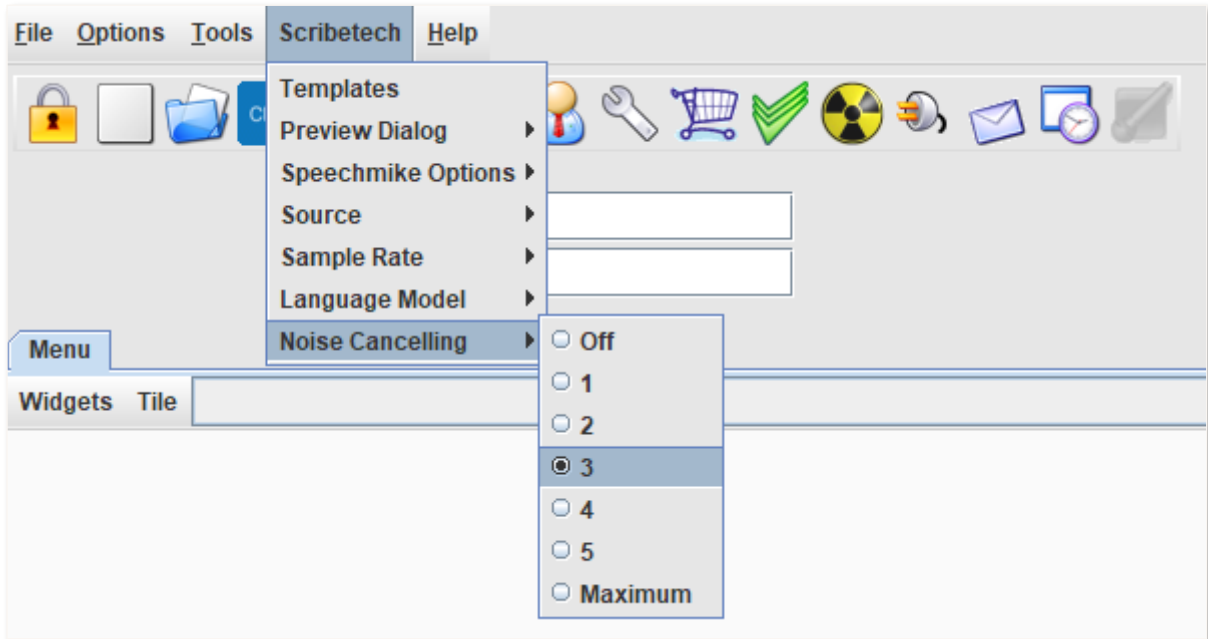 File Options Tools Scribetech Help
Templates
Preview Dialog
Speechmike Options
Source
Sample Rate
Language Model
Noise Cancelling
Off
1
2
3
4
5
Maximum
Menu
Widgets Tile